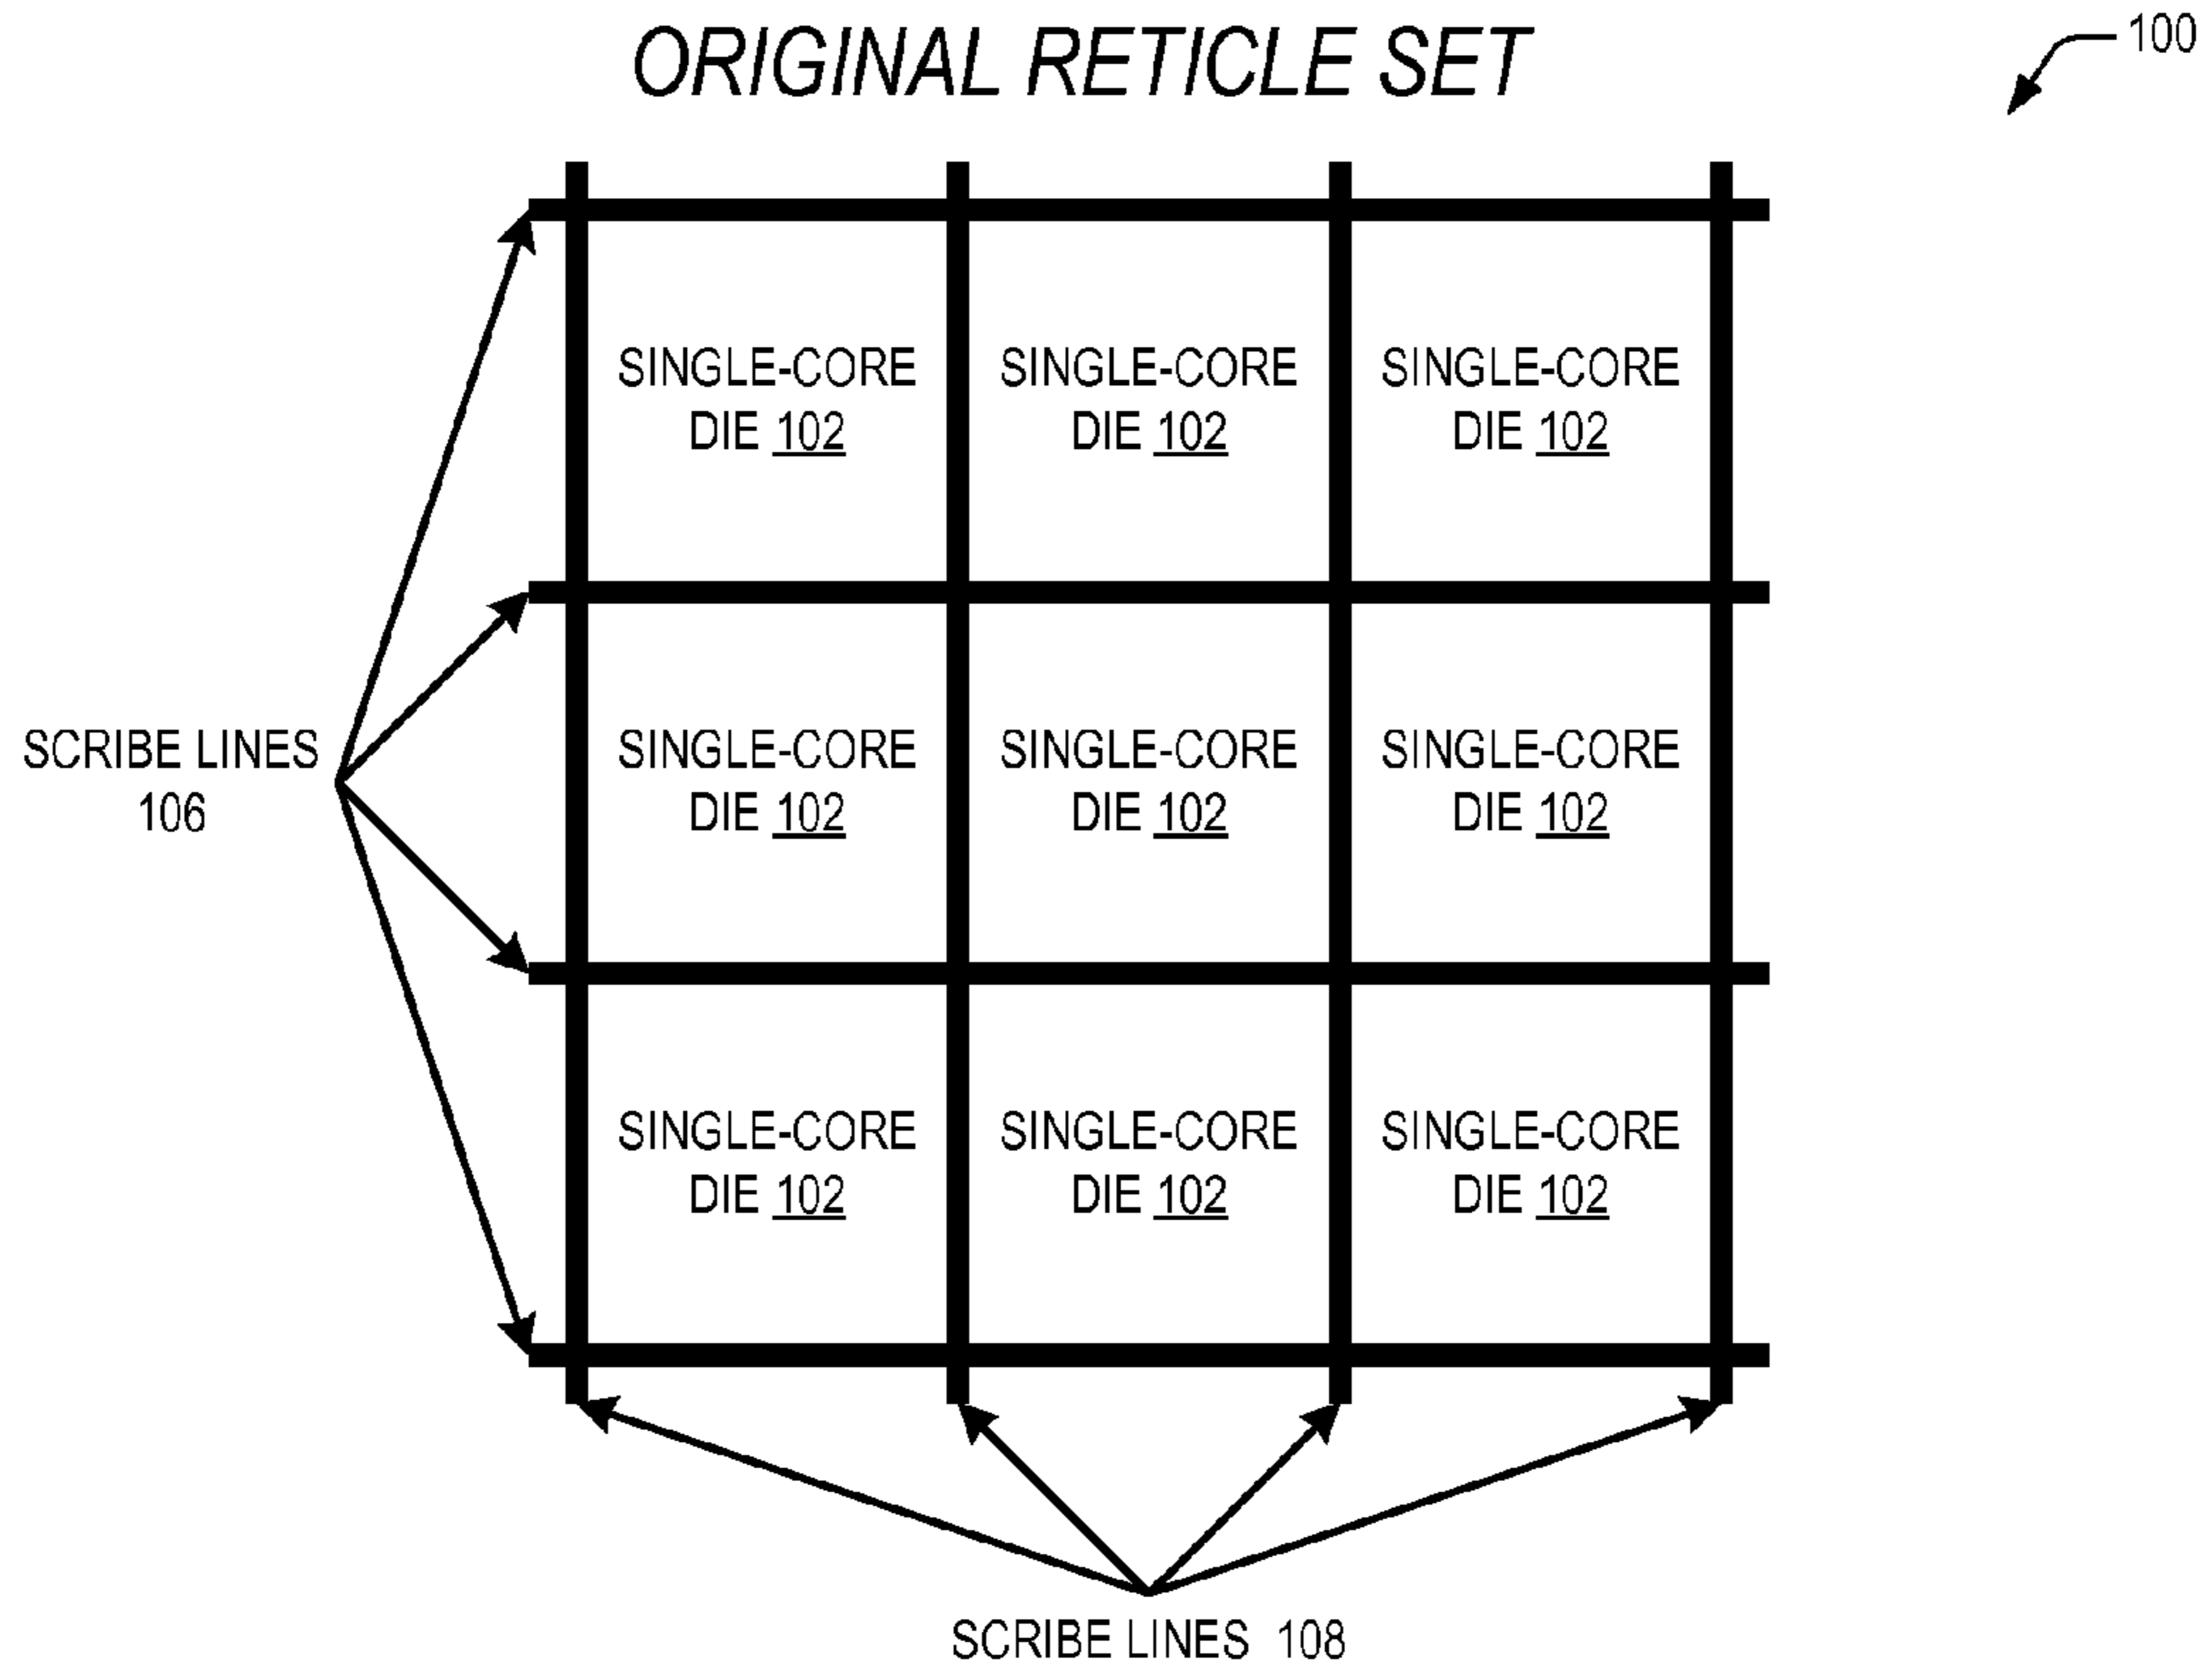 ORIGINAL RETICLE SET
100
SINGLE-CORE
DIE 102
SINGLE-CORE
DIE 102
SINGLE-CORE
DIE 102
SCRIBE LINES
106
SINGLE-CORE
DIE 102
SINGLE-CORE
DIE 102
SINGLE-CORE
DIE 102
SINGLE-CORE
DIE 102
SINGLE-CORE
DIE 102
SINGLE-CORE
DIE 102
SCRIBE LINES 108